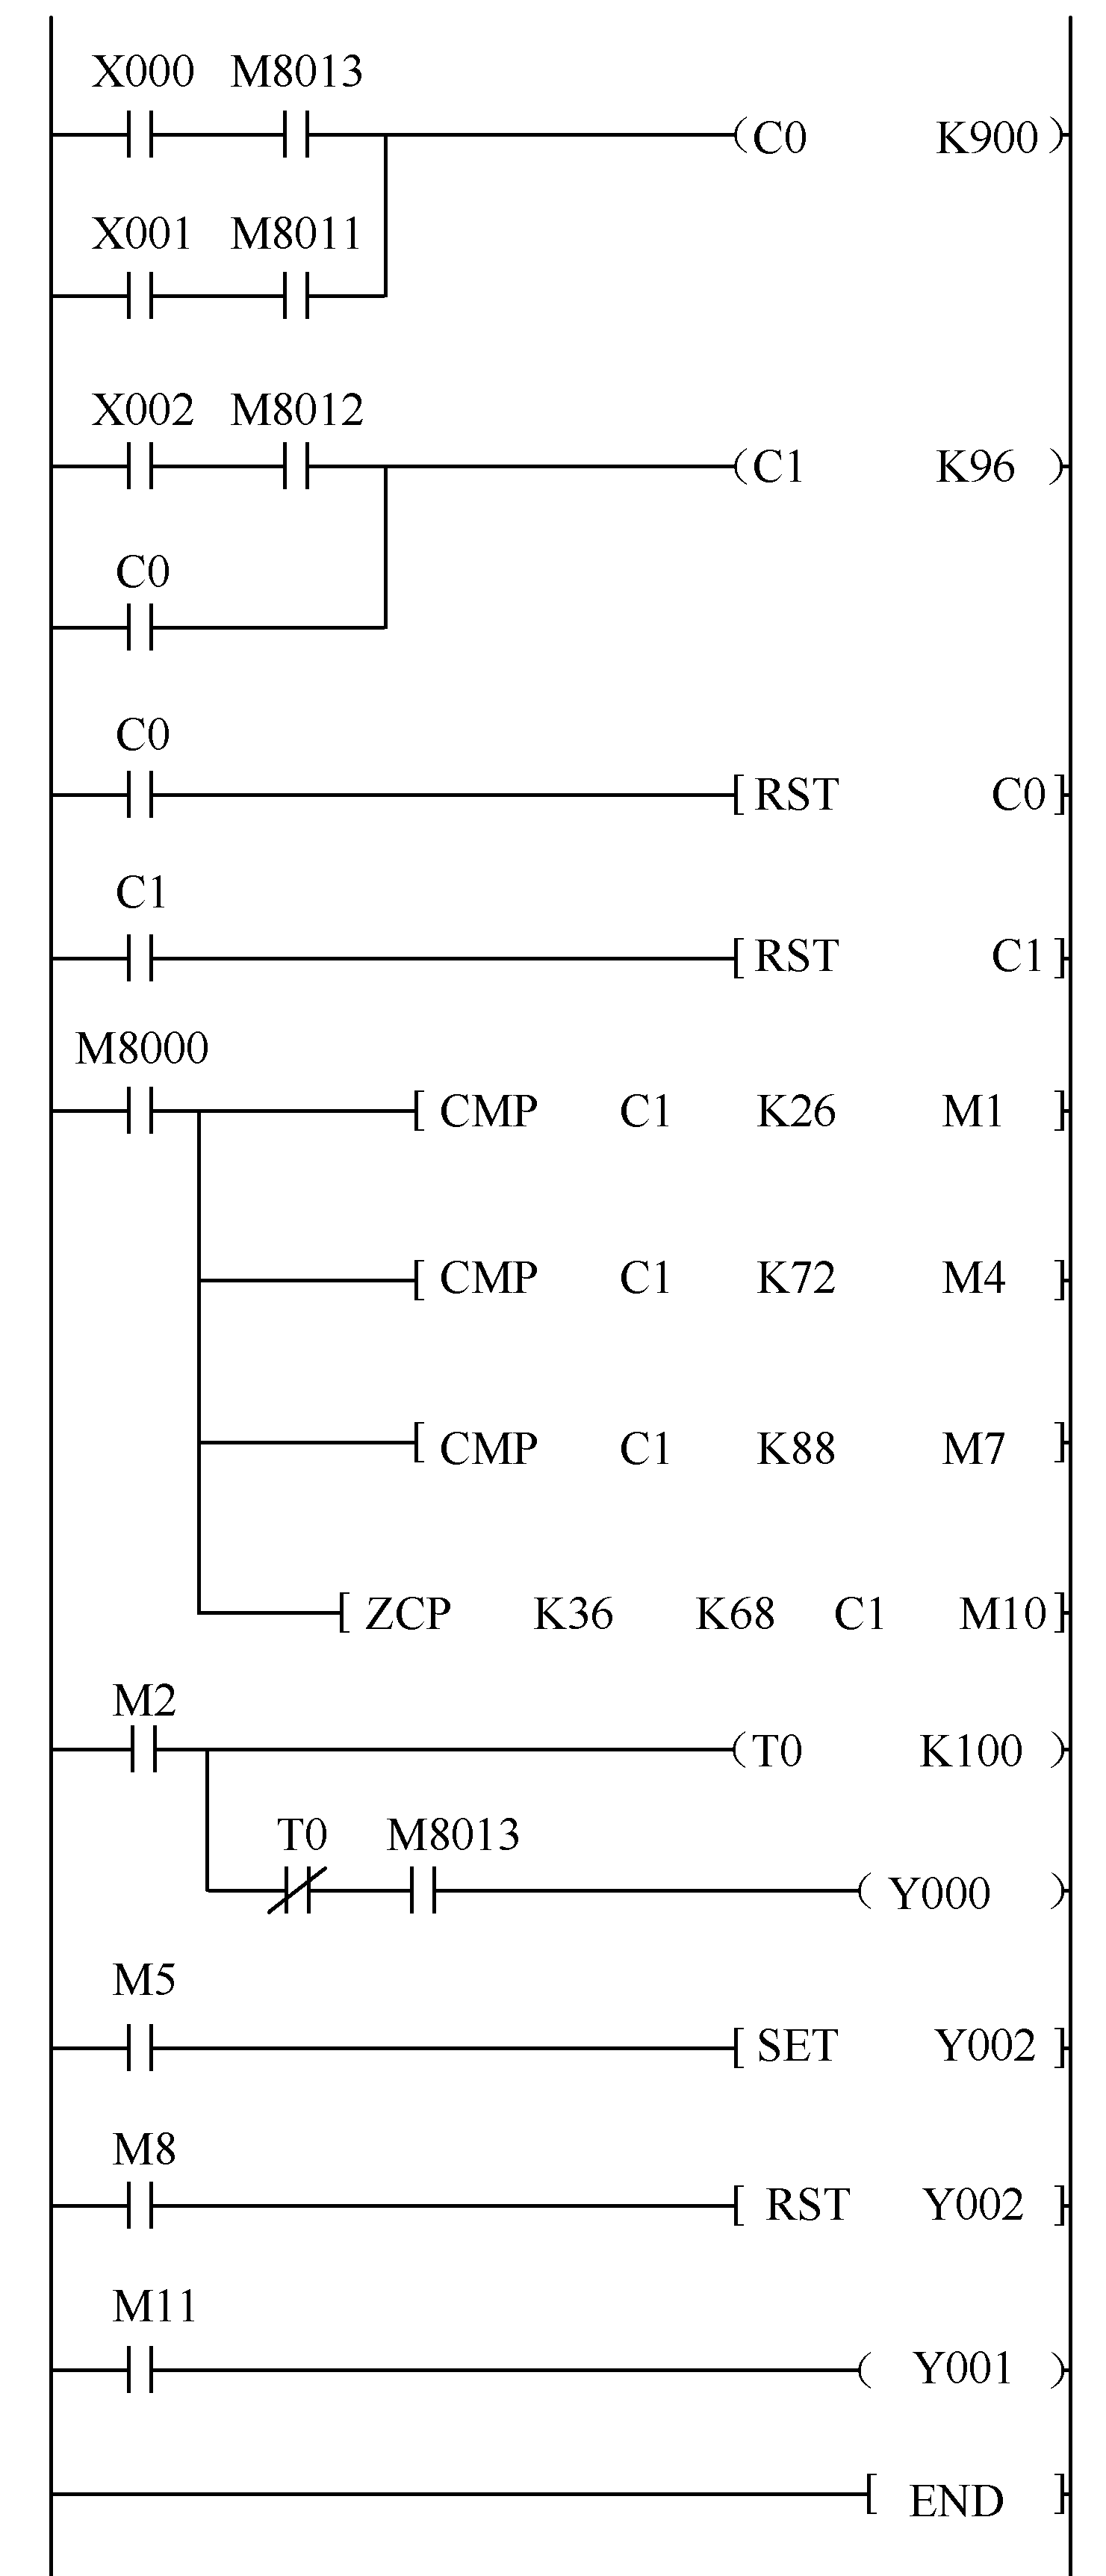 X000 M8013
C0 K900
X001 M8011
X002 M8012
C1 K96
C0
C0
RST C0
C1
RST C1
M8000
CMP C1 K26 M1
CMP C1 K72 M4
CMP C1 K88 M7
ZCP K36 K68 C1 M10
M2
T0 K100
T0 M8013
Y000
M5
SET Y002
M8
RST Y002
M11
Y001
END